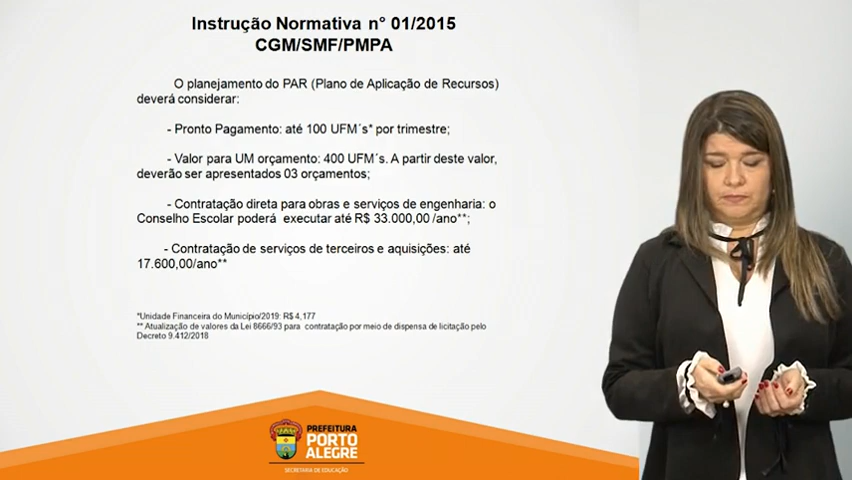 Instrução Normativa n° 01/2015
CGM/SMF/PMPA
O planejamento do PAR (Plano de Aplicação de Recursos)
deverá considerar:
- Pronto Pagamento: até 100 UFM´s* por trimestre;
- Valor para UM orçamento: 400 UFM´s. A partir deste valor,
deverão ser apresentados 03 orçamentos;
- Contratação direta para obras e serviços de engenharia: o
Conselho Escolar poderá executar até R$ 33.000,00 /ano**;
- Contratação de serviços de terceiros e aquisições: até
17.600,00/ano**
*Unidade Financeira do Município/2019: R$ 4,177
** Atualização de valores da Lei 8666/93 para contratação por meio de dispensa de licitação pelo
Decreto 9.412/2018
PREFEITURA
PORTO
ALEGRE
SECRETARIA DE EDUCAÇÃO